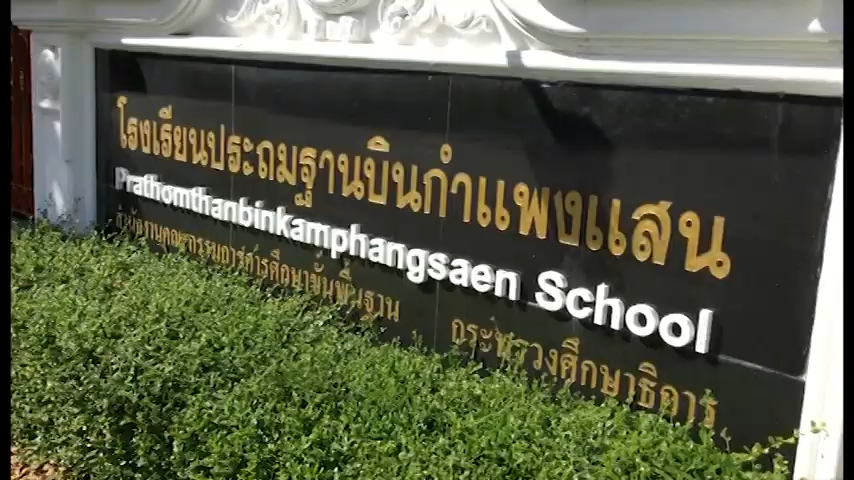 โรงเรียนประถมฐานบินกำแพงแสน
Prathomthanbinkamphangsaen School
สำนักงานคณะกรรมการการศึกษาขั้นพื้นฐาน กระทรวงศึกษาธิการ